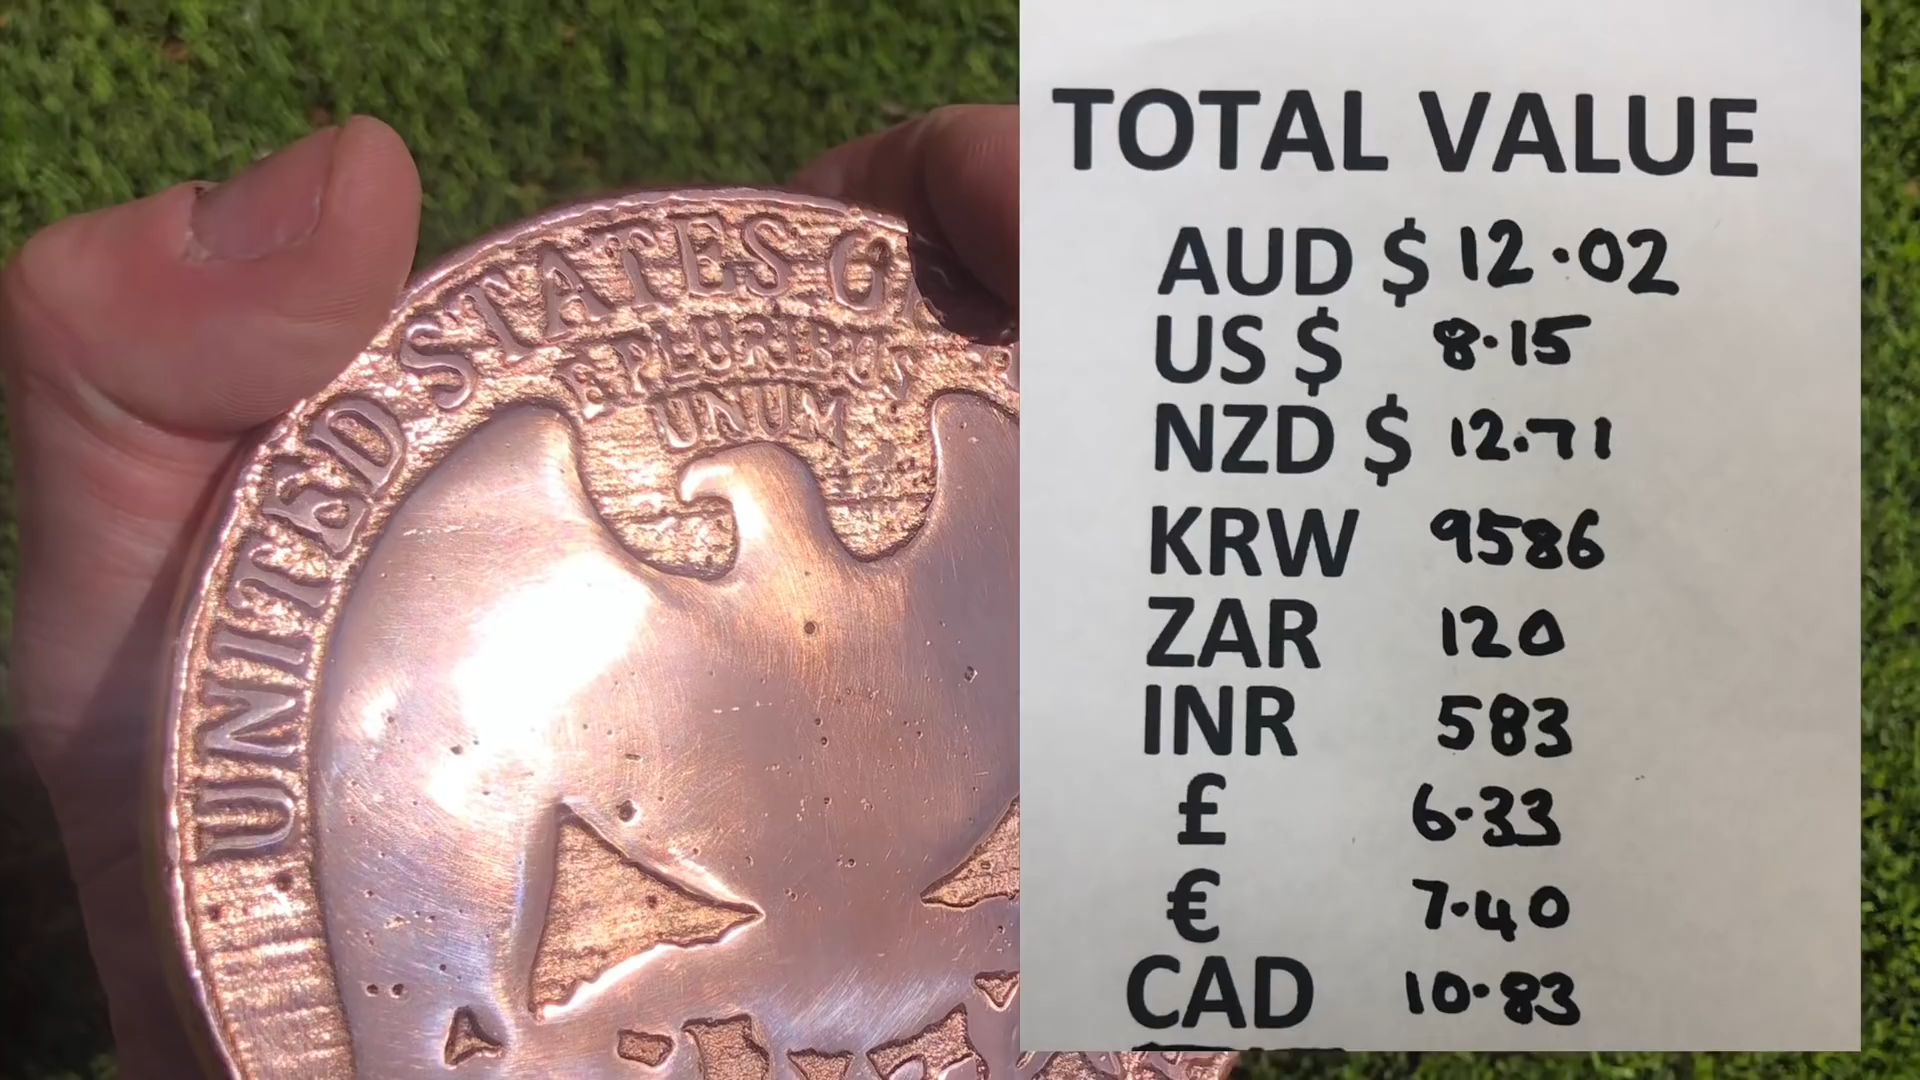 UNITED STATES O
E PLURIBUS
UNUM
TOTAL VALUE
AUD $ 12.02
US $ 8.15
NZD $ 12.71
KRW 9586
ZAR 120
INR 583
£ 6.33
€ 7.40
CAD 10.83